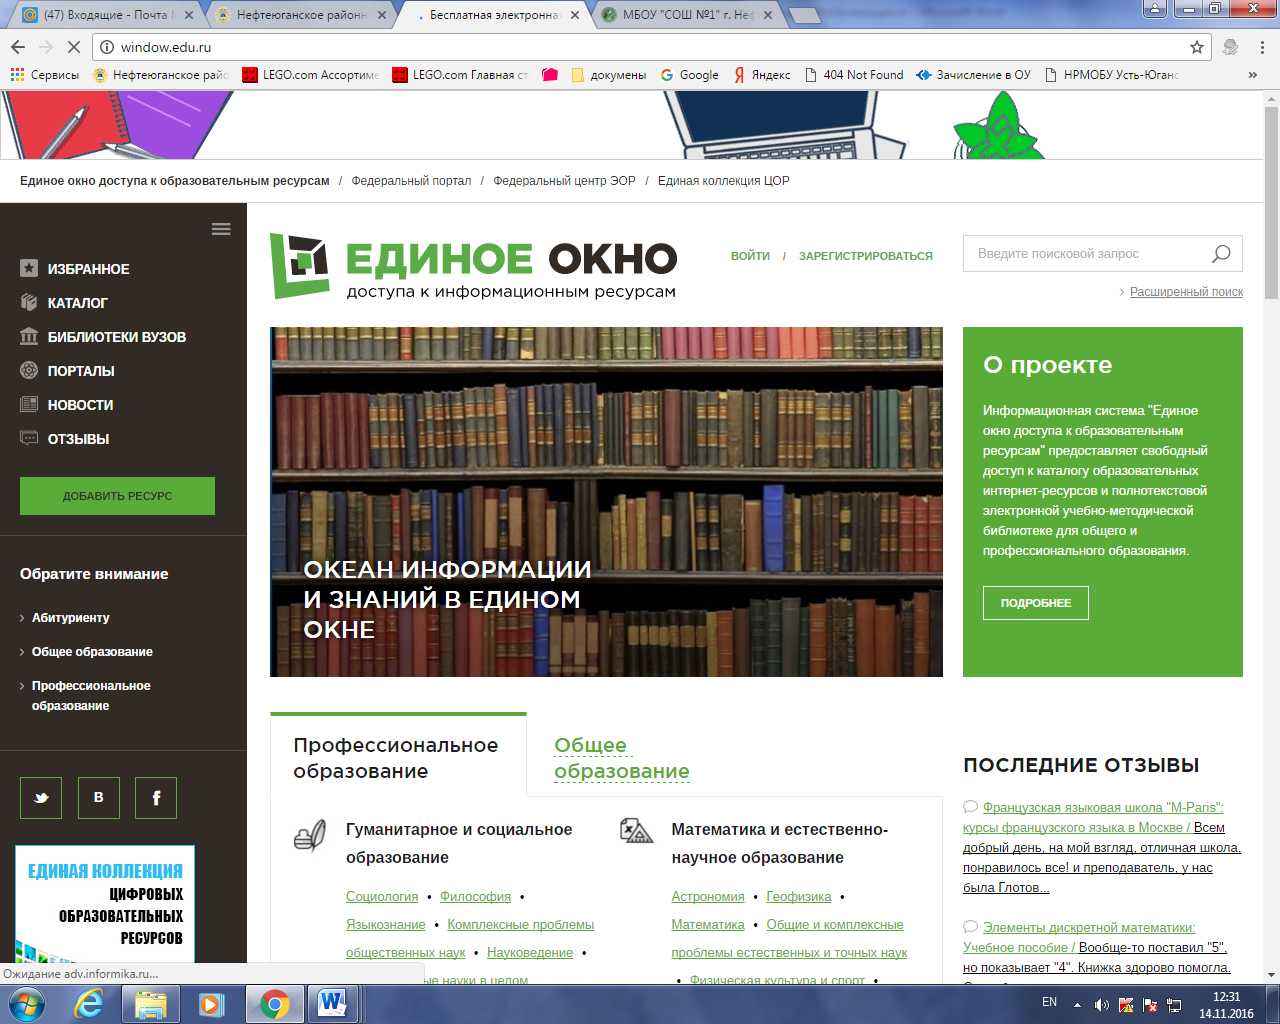 (47) Входящие - Почта
Нефтеюганское районн
Бесплатная электронная
МБОУ "СОШ №1" г. Неф
window.edu.ru
Сервисы
Нефтеюганское рай
LEGO.com Ассортиме
LEGO.com Главная ст
докумены
Google
Яндекс
404 Not Found
Зачисление в ОУ
НРМОБУ Усть-Юганс
»
Единое окно доступа к образовательным ресурсам / Федеральный портал / Федеральный центр ЭОР / Единая коллекция ЦОР
ИЗБРАННОЕ
КАТАЛОГ
БИБЛИОТЕКИ ВУЗОВ
ПОРТАЛЫ
НОВОСТИ
ОТЗЫВЫ
ДОБАВИТЬ РЕСУРС
Обратите внимание
Абитуриенту
Общее образование
Профессиональное
образование
В
f
ЕДИНАЯ КОЛЛЕКЦИЯ
ЦИФРОВЫХ
ОБРАЗОВАТЕЛЬНЫХ
РЕСУРСОВ
ЕДИНОЕ ОКНО
доступа к информационным ресурсам
ВОЙТИ / ЗАРЕГИСТРИРОВАТЬСЯ
Введите поисковой запрос
Расширенный поиск
ОКЕАН ИНФОРМАЦИИ
И ЗНАНИЙ В ЕДИНОМ
ОКНЕ
О проекте
Информационная система "Единое
окно доступа к образовательным
ресурсам" предоставляет свободный
доступ к каталогу образовательных
интернет-ресурсов и полнотекстовой
электронной учебно-методической
библиотеке для общего и
профессионального образования.
ПОДРОБНЕЕ
Профессиональное
образование
Общее
образование
Гуманитарное и социальное
образование
Социология • Философия •
Языкознание • Комплексные проблемы
общественных наук • Науковедение •
ые науки в целом
Математика и естественно-
научное образование
Астрономия • Геофизика •
Математика • Общие и комплексные
проблемы естественных и точных наук
• Физическая культура и спорт •
ПОСЛЕДНИЕ ОТЗЫВЫ
Французская языковая школа "M-Paris":
курсы французского языка в Москве / Всем
добрый день, на мой взгляд, отличная школа,
понравилось все! и преподаватель, у нас
была Глотов...
Элементы дискретной математики:
Учебное пособие / Вообще-то поставил "5",
но показывает "4". Книжка здорово помогла.
Ожидание adv.informika.ru...
EN
12:31
14.11.2016